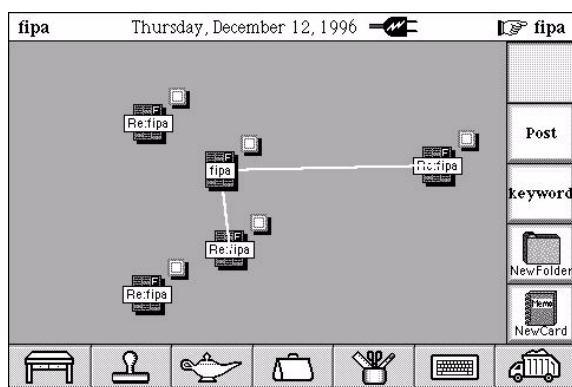 fipa Thursday, December 12, 1996 fipa
Re:fipa
fipa
Re:fipa
Re:fipa
Re:fipa
Post
keyword
NewFolder
Memo
NewCard